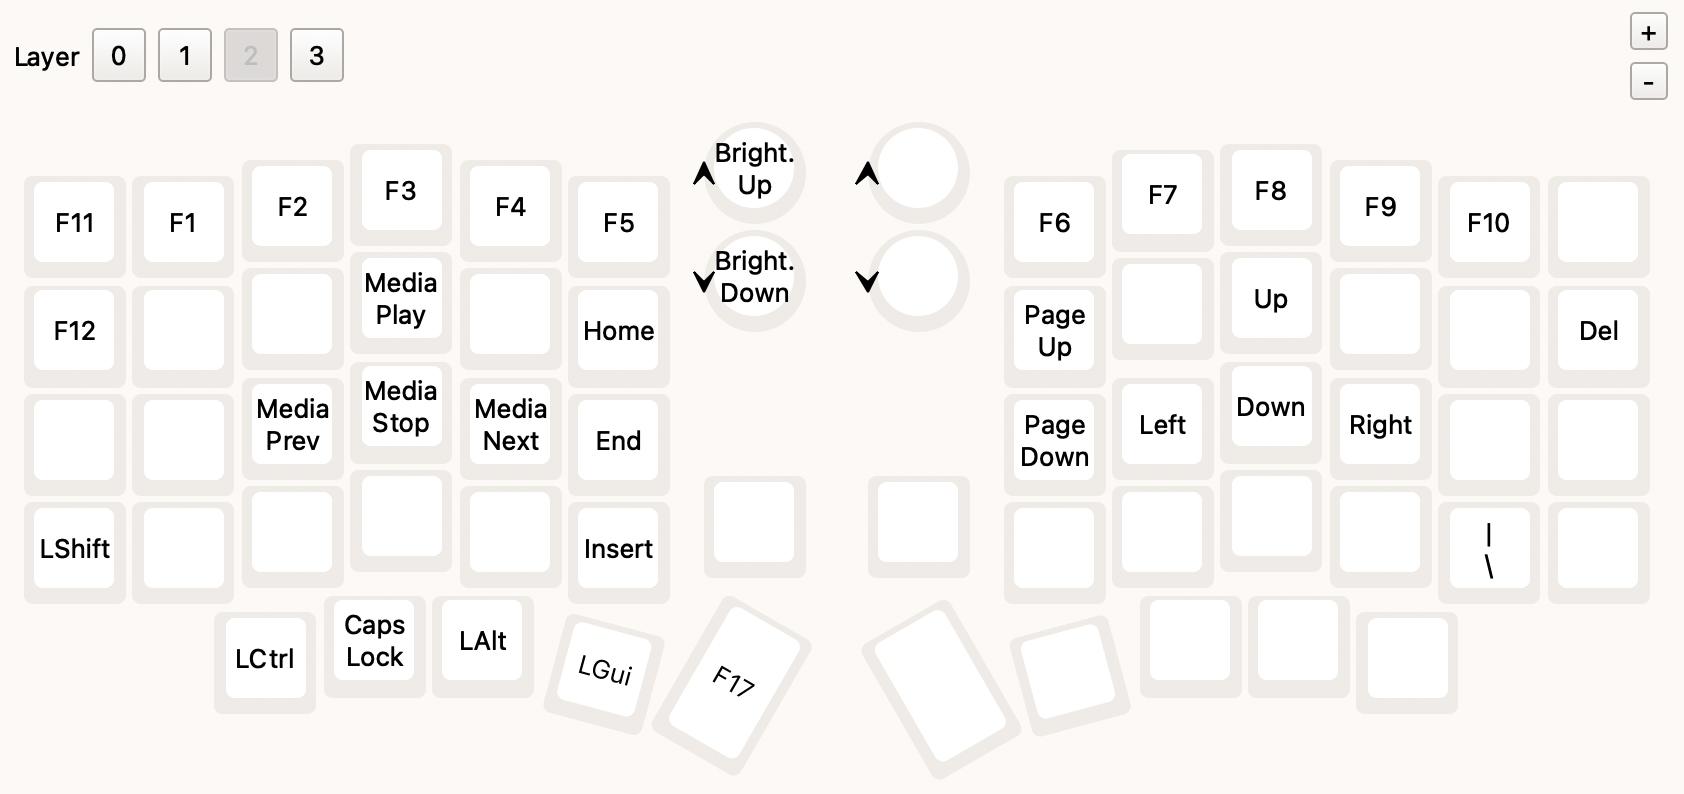 Layer 0 1 2 3
+
-
F11 F1 F2 F3 F4 F5
Bright.
Up
F6 F7 F8 F9 F10
F12
Media
Play
Home
Bright.
Down
Page
Up
Up
Del
Media
Prev
Media
Stop
Media
Next
End
Page
Down
Left
Down
Right
LShift
Insert
|
\
LCtrl
Caps
Lock
LAlt
LGui
F17